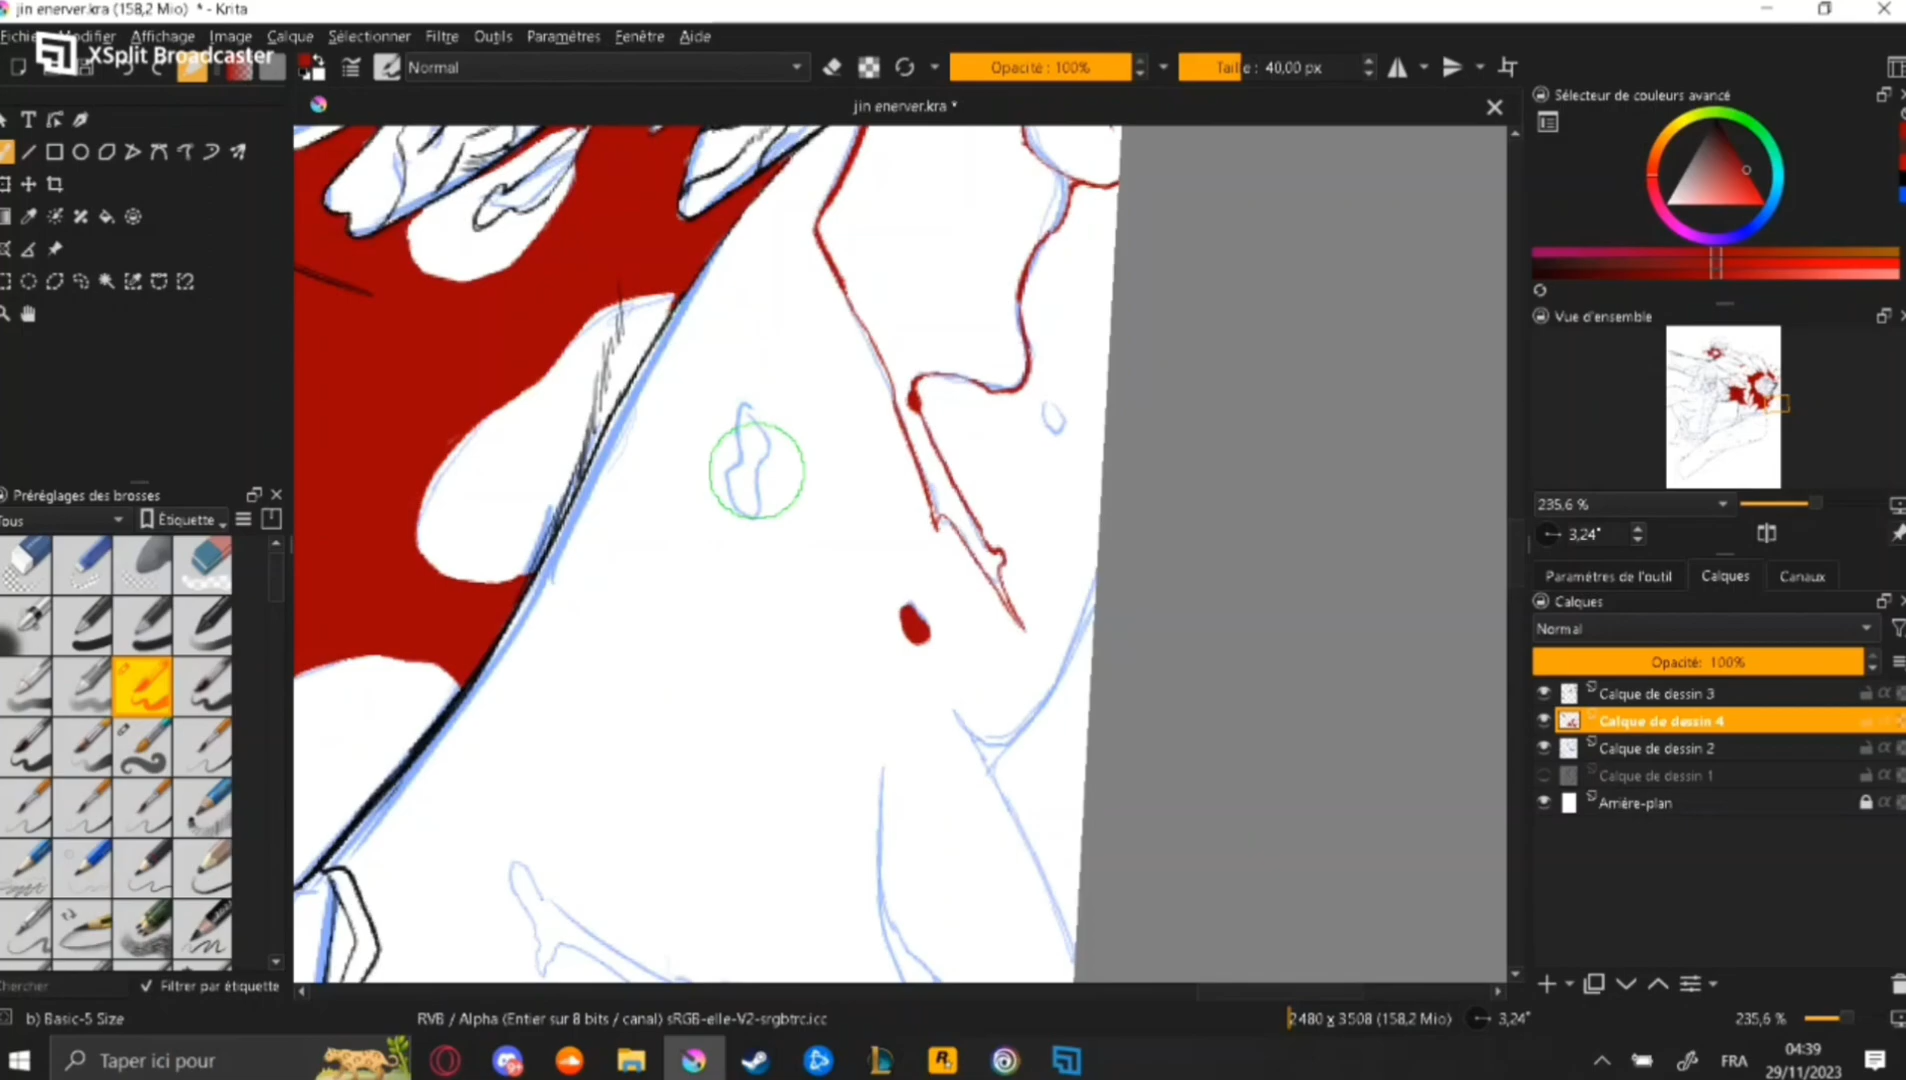 jin enerver.kra (158,2 Mio) * - Krita
Fichier Modifier Affichage Image Calque Sélectionner Filtre Outils Paramètres Fenêtre Aide
XSplit Broadcaster
Normal
Opacité : 100%
Taille : 40,00 px
jin enerver.kra *
Sélecteur de couleurs avancé
Vue d'ensemble
235,6 %
3,24°
Préréglages des brosses
Tous
Étiquette
Paramètres de l'outil
Calques
Canaux
Calques
Normal
Opacité: 100%
Calque de dessin 3
Calque de dessin 4
Calque de dessin 2
Calque de dessin 1
Arrière-plan
Chercher
Filtrer par étiquette
b) Basic-5 Size
RVB / Alpha (Entier sur 8 bits / canal) sRGB-elle-V2-srgbtrc.icc
2480 x 3508 (158,2 Mio)
3,24°
235,6 %
Taper ici pour
FRA
04:39
29/11/2023